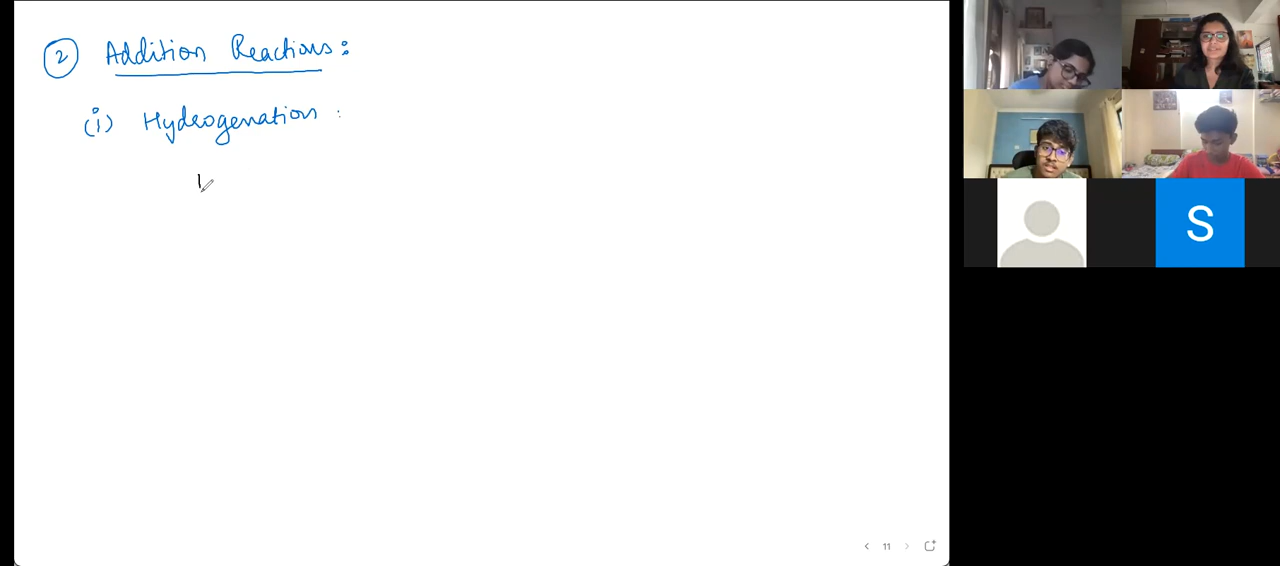 ② Addition Reactions:
(i) Hydrogenation :
S
< 11 >